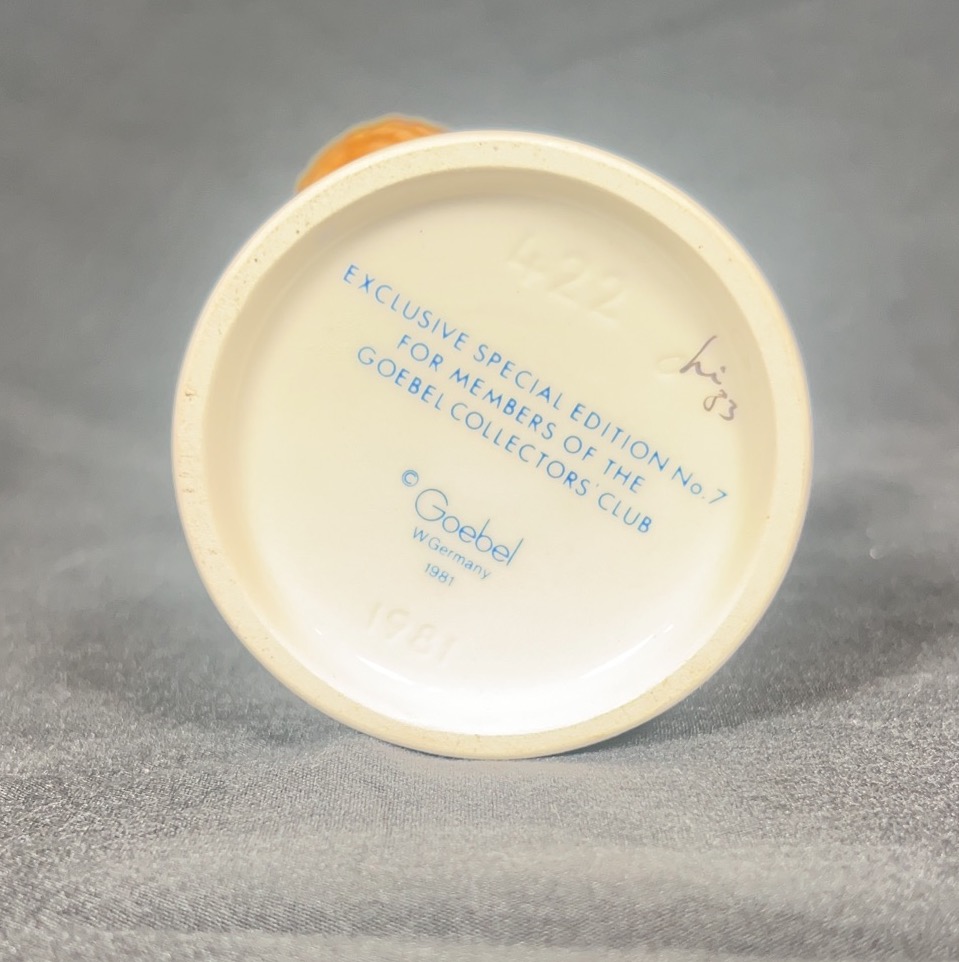 422
EXCLUSIVE SPECIAL EDITION No. 7
FOR MEMBERS OF THE
GOEBEL COLLECTORS' CLUB
© Goebel
W Germany
1981
1981